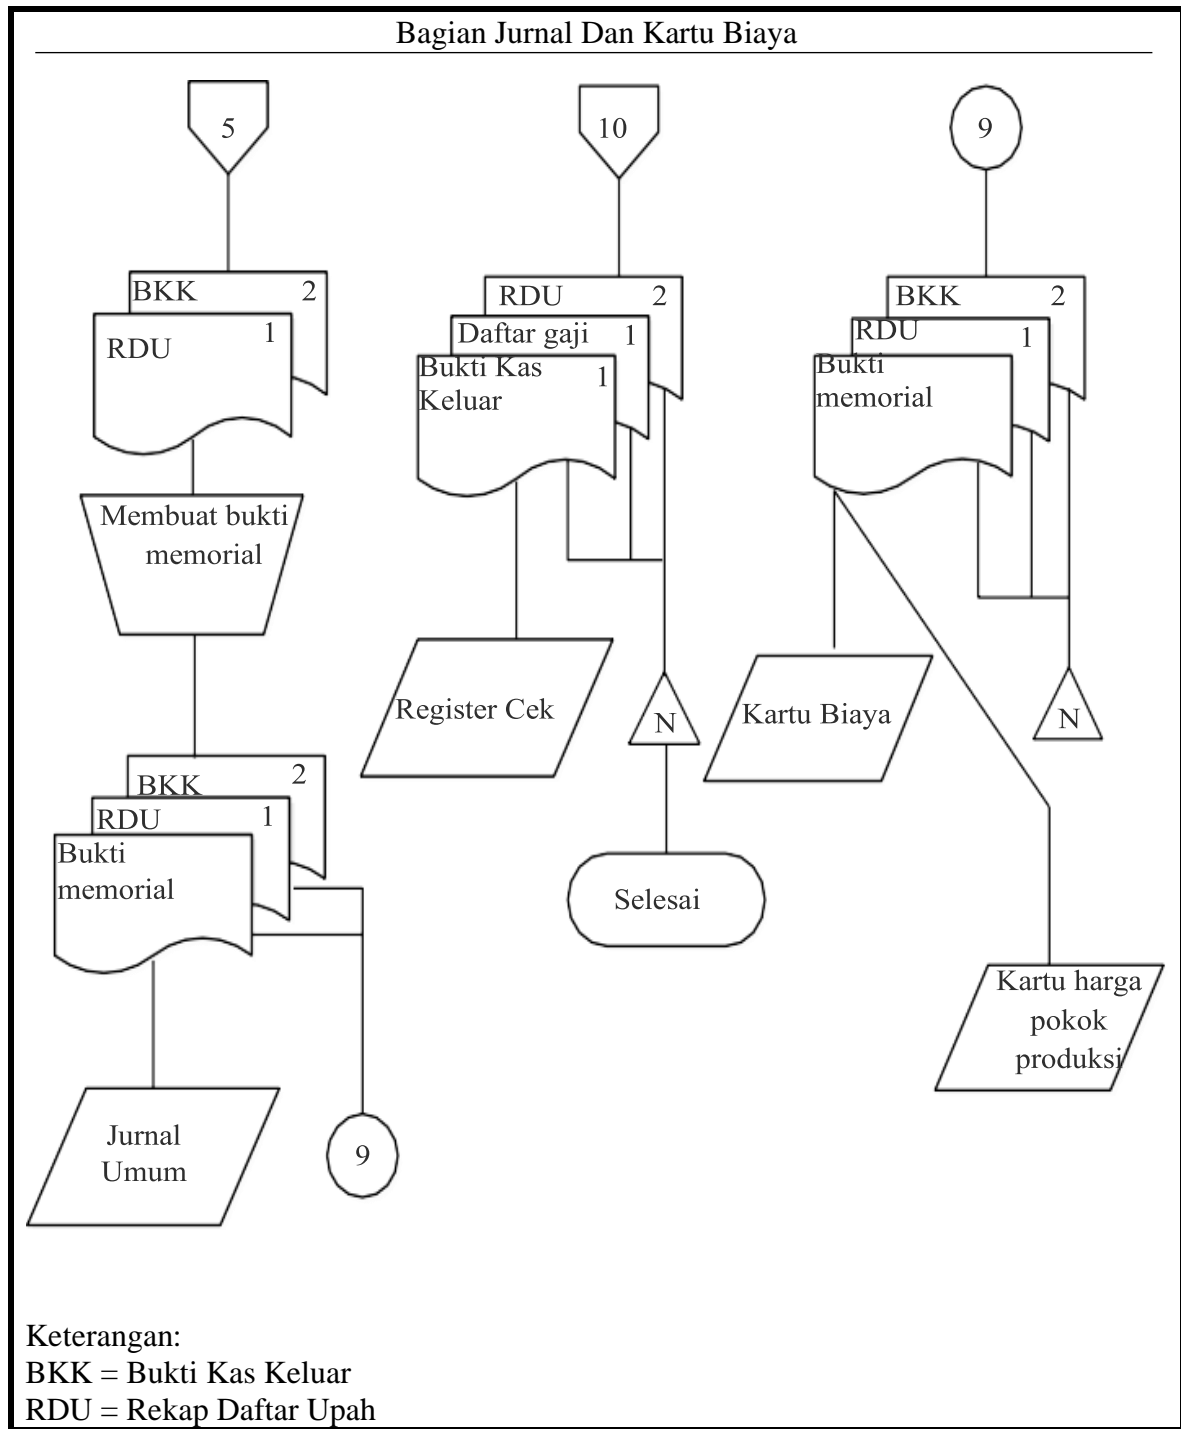 Bagian Jurnal Dan Kartu Biaya
5
BKK 2
RDU 1
Membuat bukti
memorial
BKK 2
RDU 1
Bukti
memorial
Jurnal
Umum
9
10
RDU 2
Daftar gaji 1
Bukti Kas 1
Keluar
Register Cek
N
Selesai
9
BKK 2
RDU 1
Bukti
memorial
Kartu Biaya
N
Kartu harga
pokok
produksi
Keterangan:
BKK = Bukti Kas Keluar
RDU = Rekap Daftar Upah